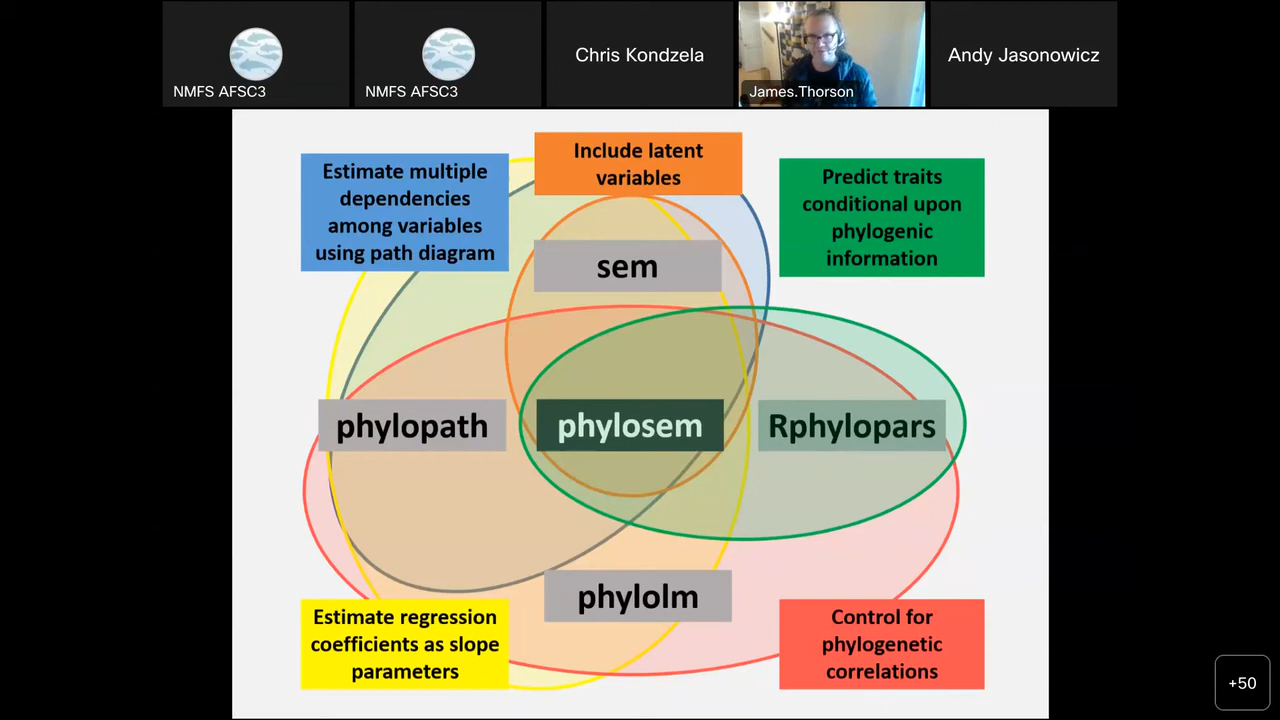 NMFS AFSC3
NMFS AFSC3
Chris Kondzela
James.Thorson
Andy Jasonowicz
Estimate multiple
dependencies
among variables
using path diagram
Include latent
variables
Predict traits
conditional upon
phylogenic
information
sem
phylopath
phylosem
Rphylopars
phylolm
Estimate regression
coefficients as slope
parameters
Control for
phylogenetic
correlations
+50